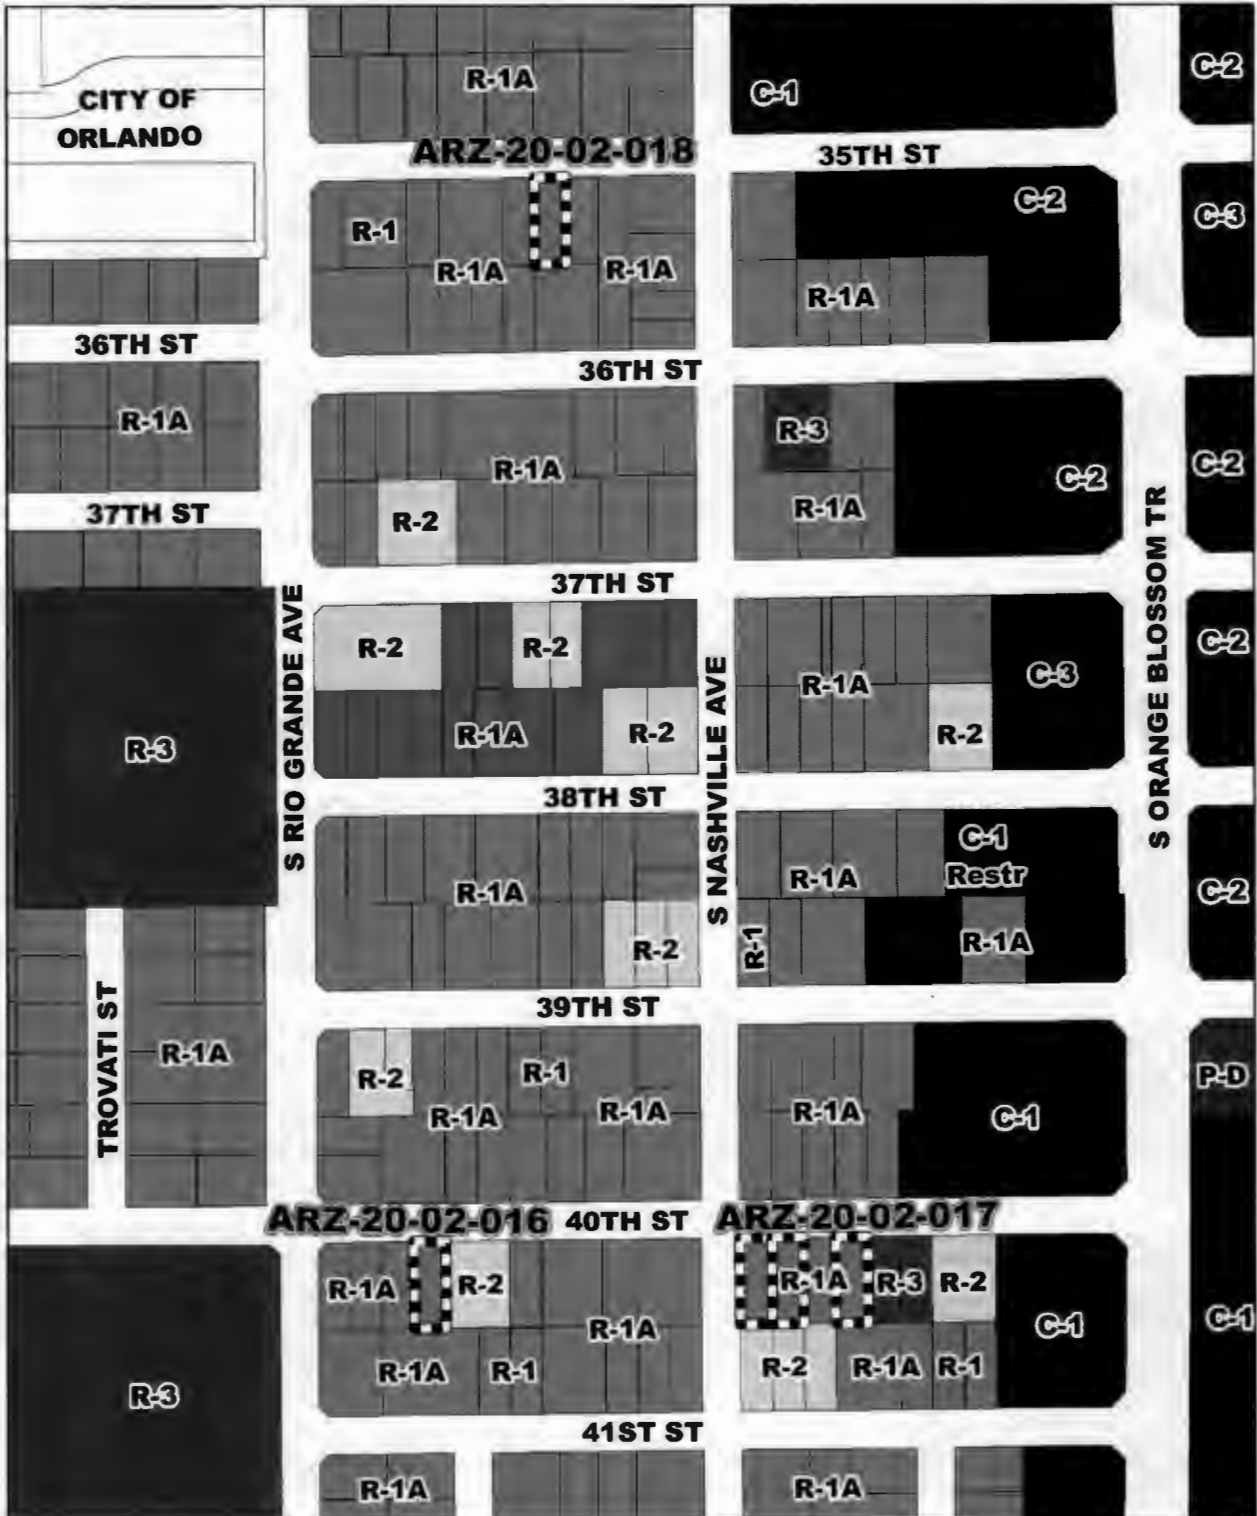 R-1A
C-1
C-2
CITY OF
ORLANDO
ARZ-20-02-018
35TH ST
R-1
R-1A
R-1A
C-2
C-3
R-1A
36TH ST
36TH ST
R-1A
R-1A
R-2
R-3
R-1A
C-2
C-2
37TH ST
37TH ST
S RIO GRANDE AVE
S NASHVILLE AVE
S ORANGE BLOSSOM TR
R-3
R-2
R-2
R-1A
R-2
R-1A
R-2
C-3
C-2
38TH ST
R-1A
R-2
R-1A
C-1
Restr
R-1
R-1A
C-2
39TH ST
TROVATI ST
R-1A
R-2
R-1A
R-1
R-1A
R-1A
C-1
P-D
ARZ-20-02-016
40TH ST
ARZ-20-02-017
R-3
R-1A
R-2
R-1A
R-1A
R-1
R-1A
R-3
R-2
C-1
C-1
R-2
R-1A
R-1
41ST ST
R-1A
R-1A